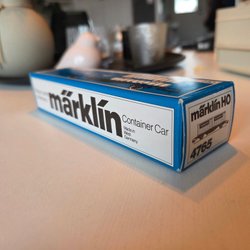 märklin
Container Car
Made in
West
Germany
märklin HO
4765